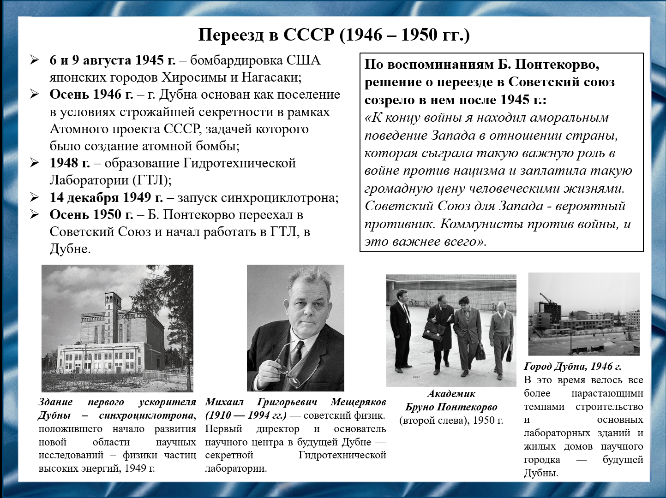 Переезд в СССР (1946 – 1950 гг.)
➢ 6 и 9 августа 1945 г. – бомбардировка США
японских городов Хиросимы и Нагасаки;
➢ Осень 1946 г. – г. Дубна основан как поселение
в условиях строжайшей секретности в рамках
Атомного проекта СССР, задачей которого
было создание атомной бомбы;
➢ 1948 г. – образование Гидротехнической
Лаборатории (ГТЛ);
➢ 14 декабря 1949 г. – запуск синхроциклотрона;
➢ Осень 1950 г. – Б. Понтекорво переехал в
Советский Союз и начал работать в ГТЛ, в
Дубне.
По воспоминаниям Б. Понтекорво,
решение о переезде в Советский союз
созрело в нем после 1945 г.:
«К концу войны я находил аморальным
поведение Запада в отношении страны,
которая сыграла такую важную роль в
войне против нацизма и заплатила такую
громадную цену человеческими жизнями.
Советский Союз для Запада - вероятный
противник. Коммунисты против войны, и
это важнее всего».
Здание первого ускорителя
Дубны – синхроциклотрона,
положившего начало развития
новой области научных
исследований – физики частиц
высоких энергий, 1949 г.
Михаил Григорьевич Мещеряков
(1910 — 1994 гг.) — советский физик.
Первый директор и основатель
научного центра в будущей Дубне —
секретной Гидротехнической
лаборатории.
Академик
Бруно Понтекорво
(второй слева), 1950 г.
Город Дубна, 1946 г.
В это время велось все
более нарастающими
темпами строительство
и основных
лабораторных зданий и
жилых домов научного
городка — будущей
Дубны.